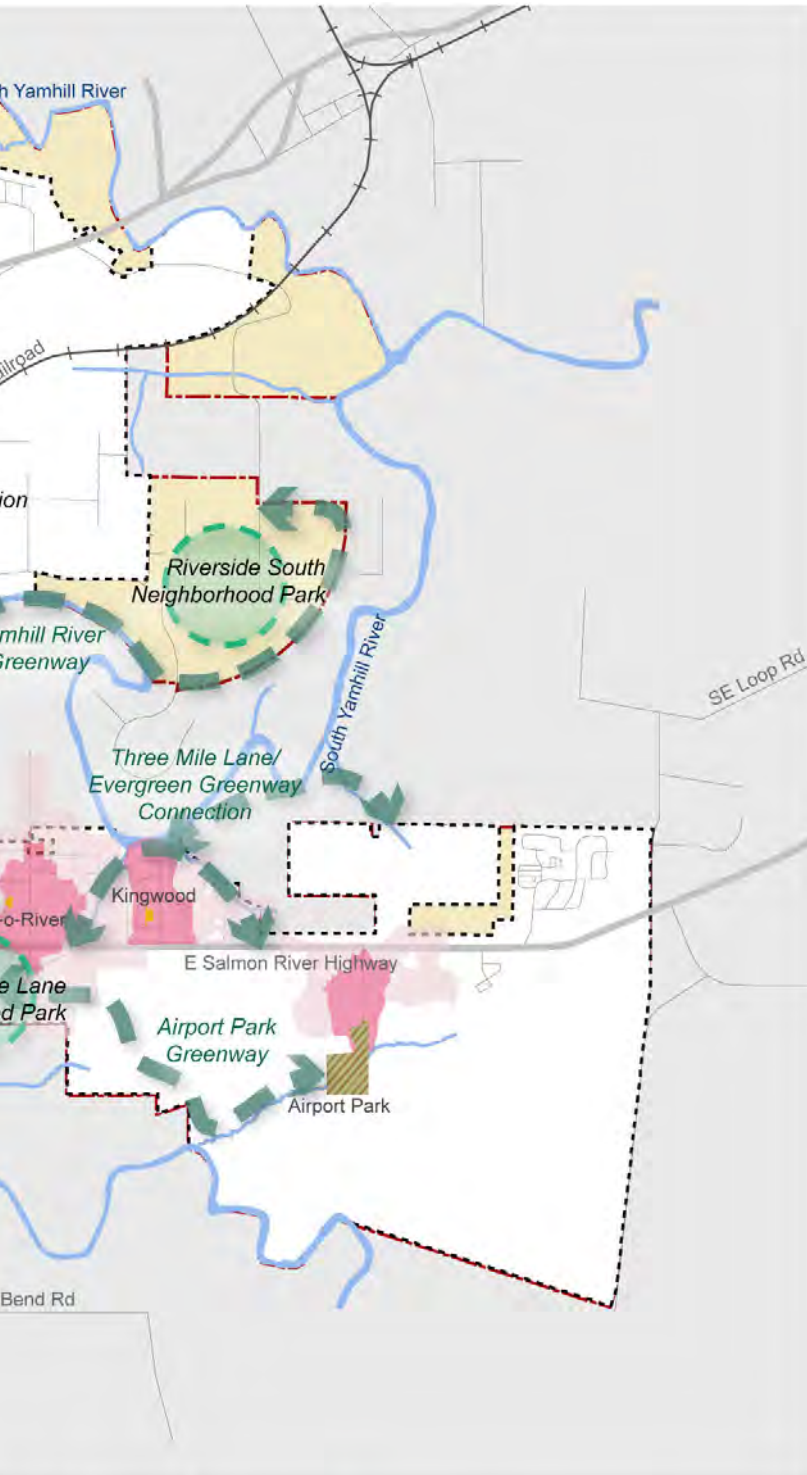 h Yamhill River
ilroad
ion
Riverside South
Neighborhood Park
mhill River
Greenway
South Yamhill River
SE Loop Rd
Three Mile Lane/
Evergreen Greenway
Connection
Kingwood
-o-River
E Salmon River Highway
e Lane
d Park
Airport Park
Greenway
Airport Park
Bend Rd